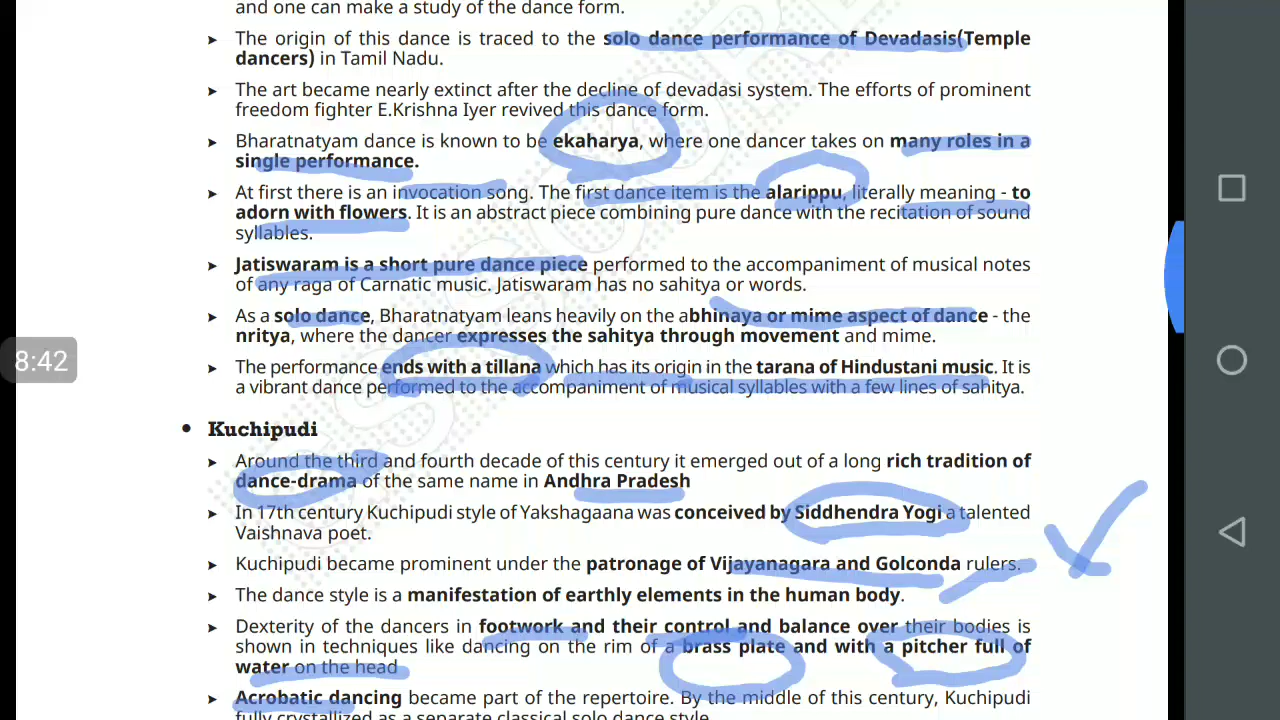 and one can make a study of the dance form.
➤ The origin of this dance is traced to the solo dance performance of Devadasis(Temple
dancers) in Tamil Nadu.
➤ The art became nearly extinct after the decline of devadasi system. The efforts of prominent
freedom fighter E.Krishna Iyer revived this dance form.
➤ Bharatnatyam dance is known to be ekaharya, where one dancer takes on many roles in a
single performance.
➤ At first there is an invocation song. The first dance item is the alarippu, literally meaning - to
adorn with flowers. It is an abstract piece combining pure dance with the recitation of sound
syllables.
➤ Jatiswaram is a short pure dance piece performed to the accompaniment of musical notes
of any raga of Carnatic music. Jatiswaram has no sahitya or words.
➤ As a solo dance, Bharatnatyam leans heavily on the abhinaya or mime aspect of dance - the
nritya, where the dancer expresses the sahitya through movement and mime.
8:42
➤ The performance ends with a tillana which has its origin in the tarana of Hindustani music. It is
a vibrant dance performed to the accompaniment of musical syllables with a few lines of sahitya.
• Kuchipudi
➤ Around the third and fourth decade of this century it emerged out of a long rich tradition of
dance-drama of the same name in Andhra Pradesh
➤ In 17th century Kuchipudi style of Yakshagaana was conceived by Siddhendra Yogi a talented
Vaishnava poet.
➤ Kuchipudi became prominent under the patronage of Vijayanagara and Golconda rulers.
➤ The dance style is a manifestation of earthly elements in the human body.
➤ Dexterity of the dancers in footwork and their control and balance over their bodies is
shown in techniques like dancing on the rim of a brass plate and with a pitcher full of
water on the head
➤ Acrobatic dancing became part of the repertoire. By the middle of this century, Kuchipudi
fully crystallized as a separate classical solo dance style.